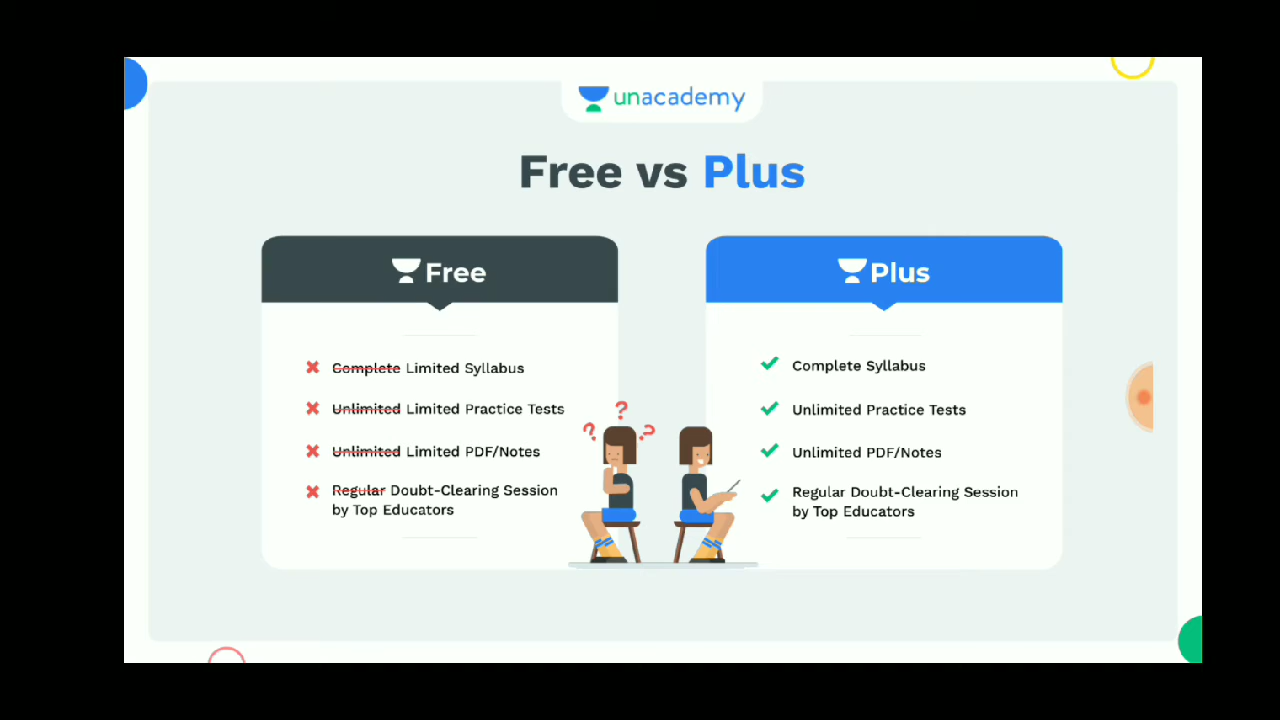 unacademy
Free vs Plus
Free
Complete Limited Syllabus
Unlimited Limited Practice Tests
Unlimited Limited PDF/Notes
Regular Doubt-Clearing Session
by Top Educators
? ? ?
Plus
Complete Syllabus
Unlimited Practice Tests
Unlimited PDF/Notes
Regular Doubt-Clearing Session
by Top Educators